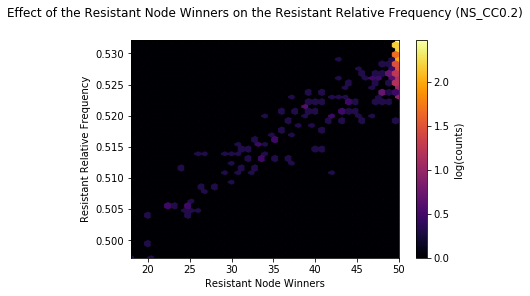 Effect of the Resistant Node Winners on the Resistant Relative Frequency (NS_CC0.2)
0.530
0.525
0.520
0.515
0.510
0.505
0.500
Resistant Relative Frequency
20 25 30 35 40 45 50
Resistant Node Winners
2.0
1.5
1.0
0.5
0.0
log(counts)